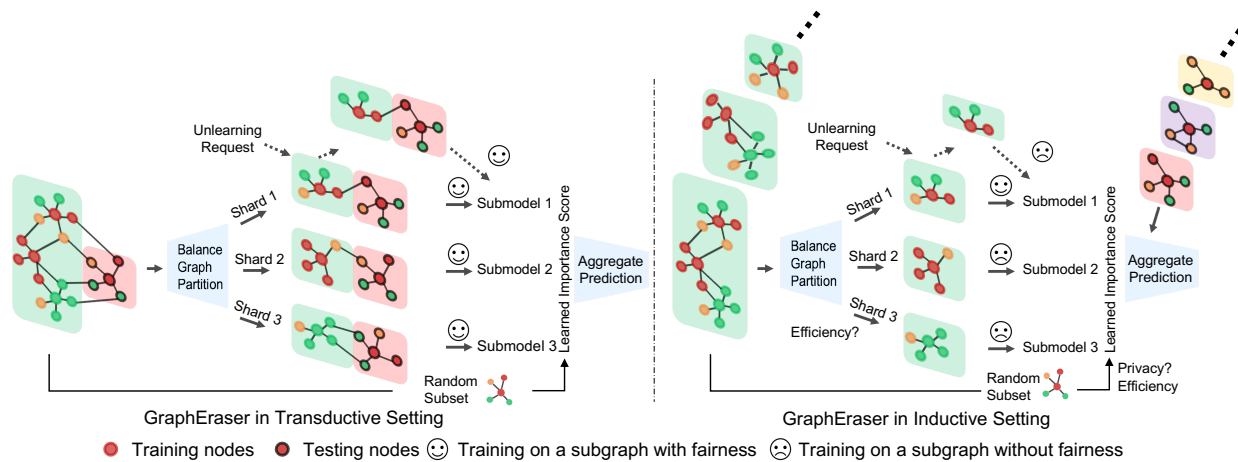 Unlearning
Request
Shard 1
Submodel 1
Balance
Graph
Partition
Shard 2
Submodel 2
Shard 3
Submodel 3
Learned Importance Score
Aggregate
Prediction
Random
Subset
GraphEraser in Transductive Setting
Unlearning
Request
Shard 1
Submodel 1
Balance
Graph
Partition
Shard 2
Submodel 2
Shard 3
Efficiency?
Submodel 3
Learned Importance Score
Aggregate
Prediction
Random
Subset
Privacy?
Efficiency
GraphEraser in Inductive Setting
Training nodes
Testing nodes
Training on a subgraph with fairness
Training on a subgraph without fairness